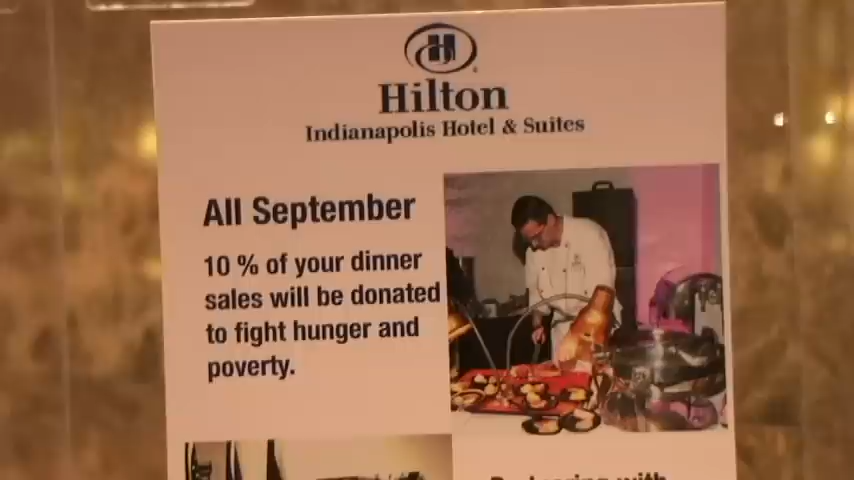 Hilton
Indianapolis Hotel & Suites
All September
10 % of your dinner
sales will be donated
to fight hunger and
poverty.